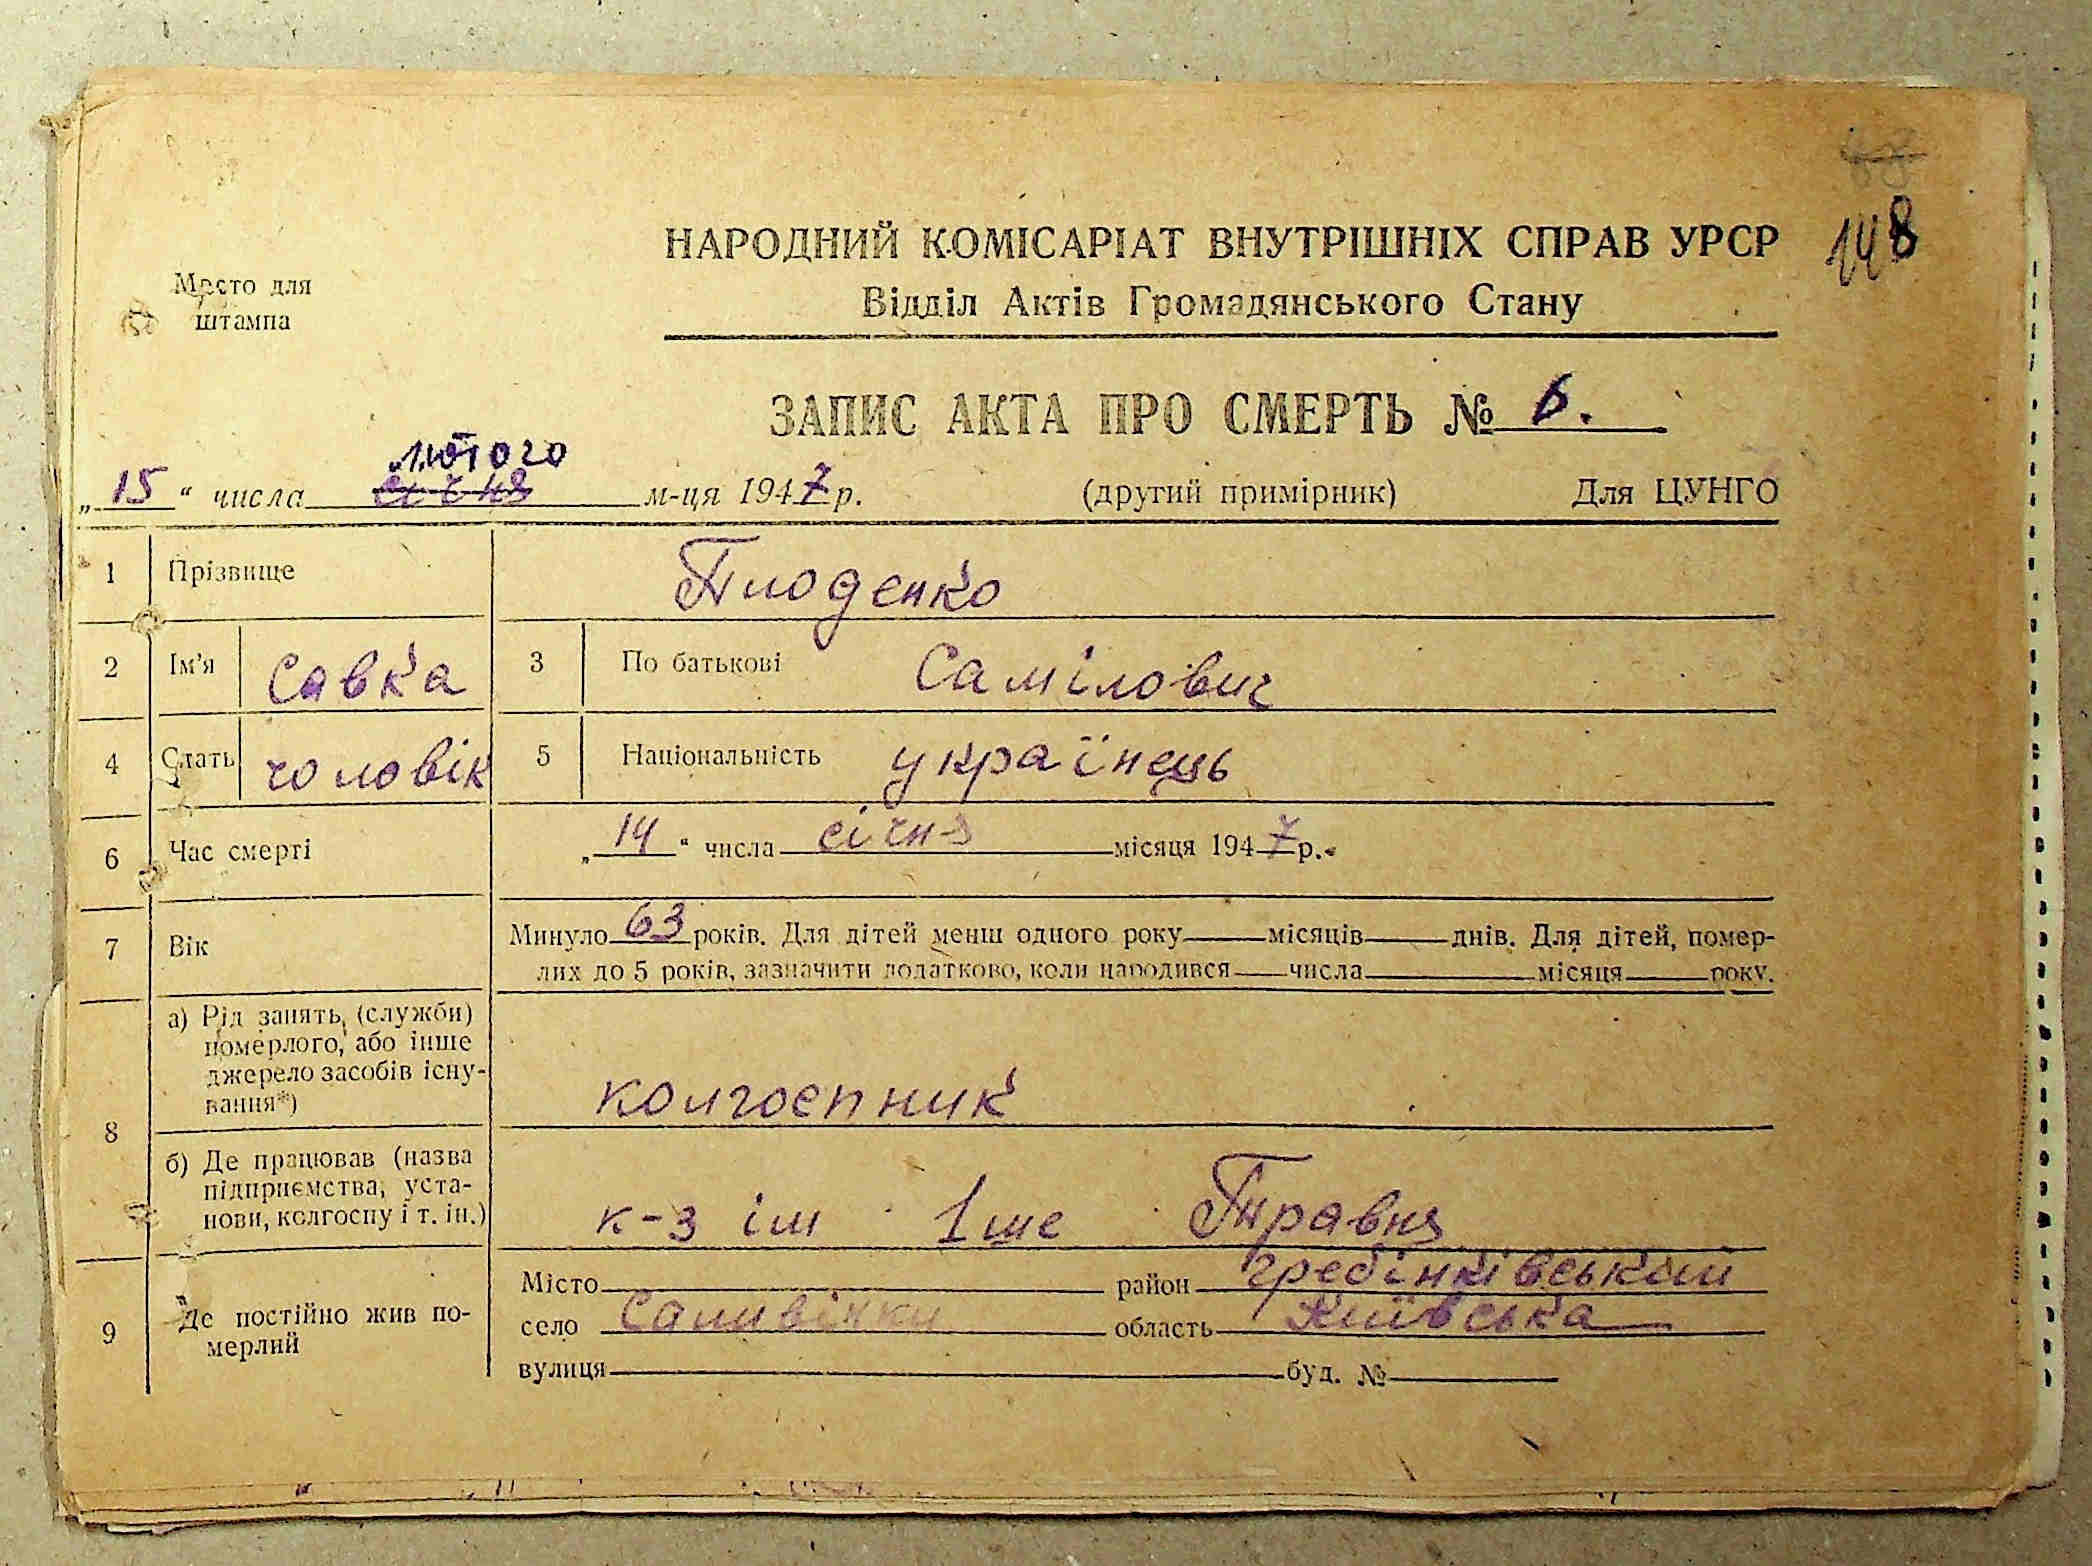 68
148
НАРОДНИЙ КОМІСАРІАТ ВНУТРІШНІХ СПРАВ УРСР
Відділ Актів Громадянського Стану
Место для
штампа
ЗАПИС АКТА ПРО СМЕРТЬ № 6.
лютого
„15“ числа січня м-ця 1947 р. (другий примірник) Для ЦУНГО
1 Прізвище Плоденко
2 Ім'я Савка 3 По батькові Самілович
4 Стать чоловік 5 Національність українець
6 Час смерті „14“ числа січня місяця 1947 р.
7 Вік Минуло 63 років. Для дітей менш одного року місяців днів. Для дітей, помер-
лих до 5 років, зазначити додатково, коли народився числа місяця року.
8 а) Рід занять, (служби)
померлого, або інше
джерело засобів існу-
вання*) колгоспник
б) Де працював (назва
підприємства, уста-
нови, колгоспу і т. ін.) к-з ім 1ше Травня
9 Де постійно жив по-
мерлий
Місто район Гребінківський
село Саливінки область Київська
вулиця буд. №